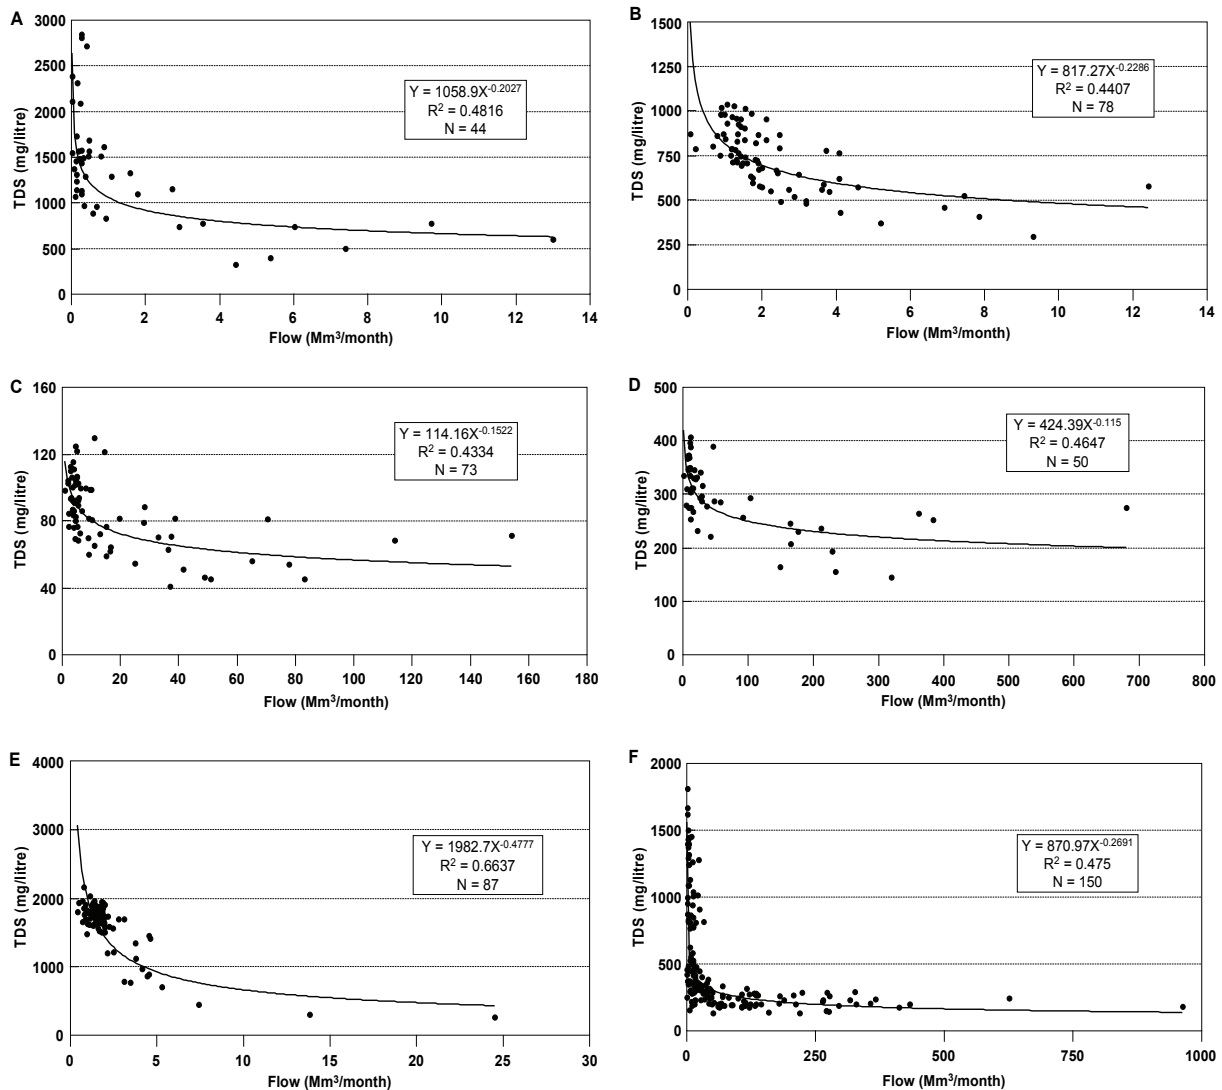 A
TDS (mg/litre)
3000
2500
2000
1500
1000
500
0
Y = 1058.9X^-0.2027
R² = 0.4816
N = 44
0 2 4 6 8 10 12 14
Flow (Mm³/month)
B
TDS (mg/litre)
1500
1250
1000
750
500
250
0
Y = 817.27X^-0.2286
R² = 0.4407
N = 78
0 2 4 6 8 10 12 14
Flow (Mm³/month)
C
TDS (mg/litre)
160
120
80
40
0
Y = 114.16X^-0.1522
R² = 0.4334
N = 73
0 20 40 60 80 100 120 140 160 180
Flow (Mm³/month)
D
TDS (mg/litre)
500
400
300
200
100
0
Y = 424.39X^-0.115
R² = 0.4647
N = 50
0 100 200 300 400 500 600 700 800
Flow (Mm³/month)
E
TDS (mg/litre)
4000
3000
2000
1000
0
Y = 1982.7X^-0.4777
R² = 0.6637
N = 87
0 5 10 15 20 25 30
Flow (Mm³/month)
F
TDS (mg/litre)
2000
1500
1000
500
0
Y = 870.97X^-0.2691
R² = 0.475
N = 150
0 250 500 750 1000
Flow (Mm³/month)